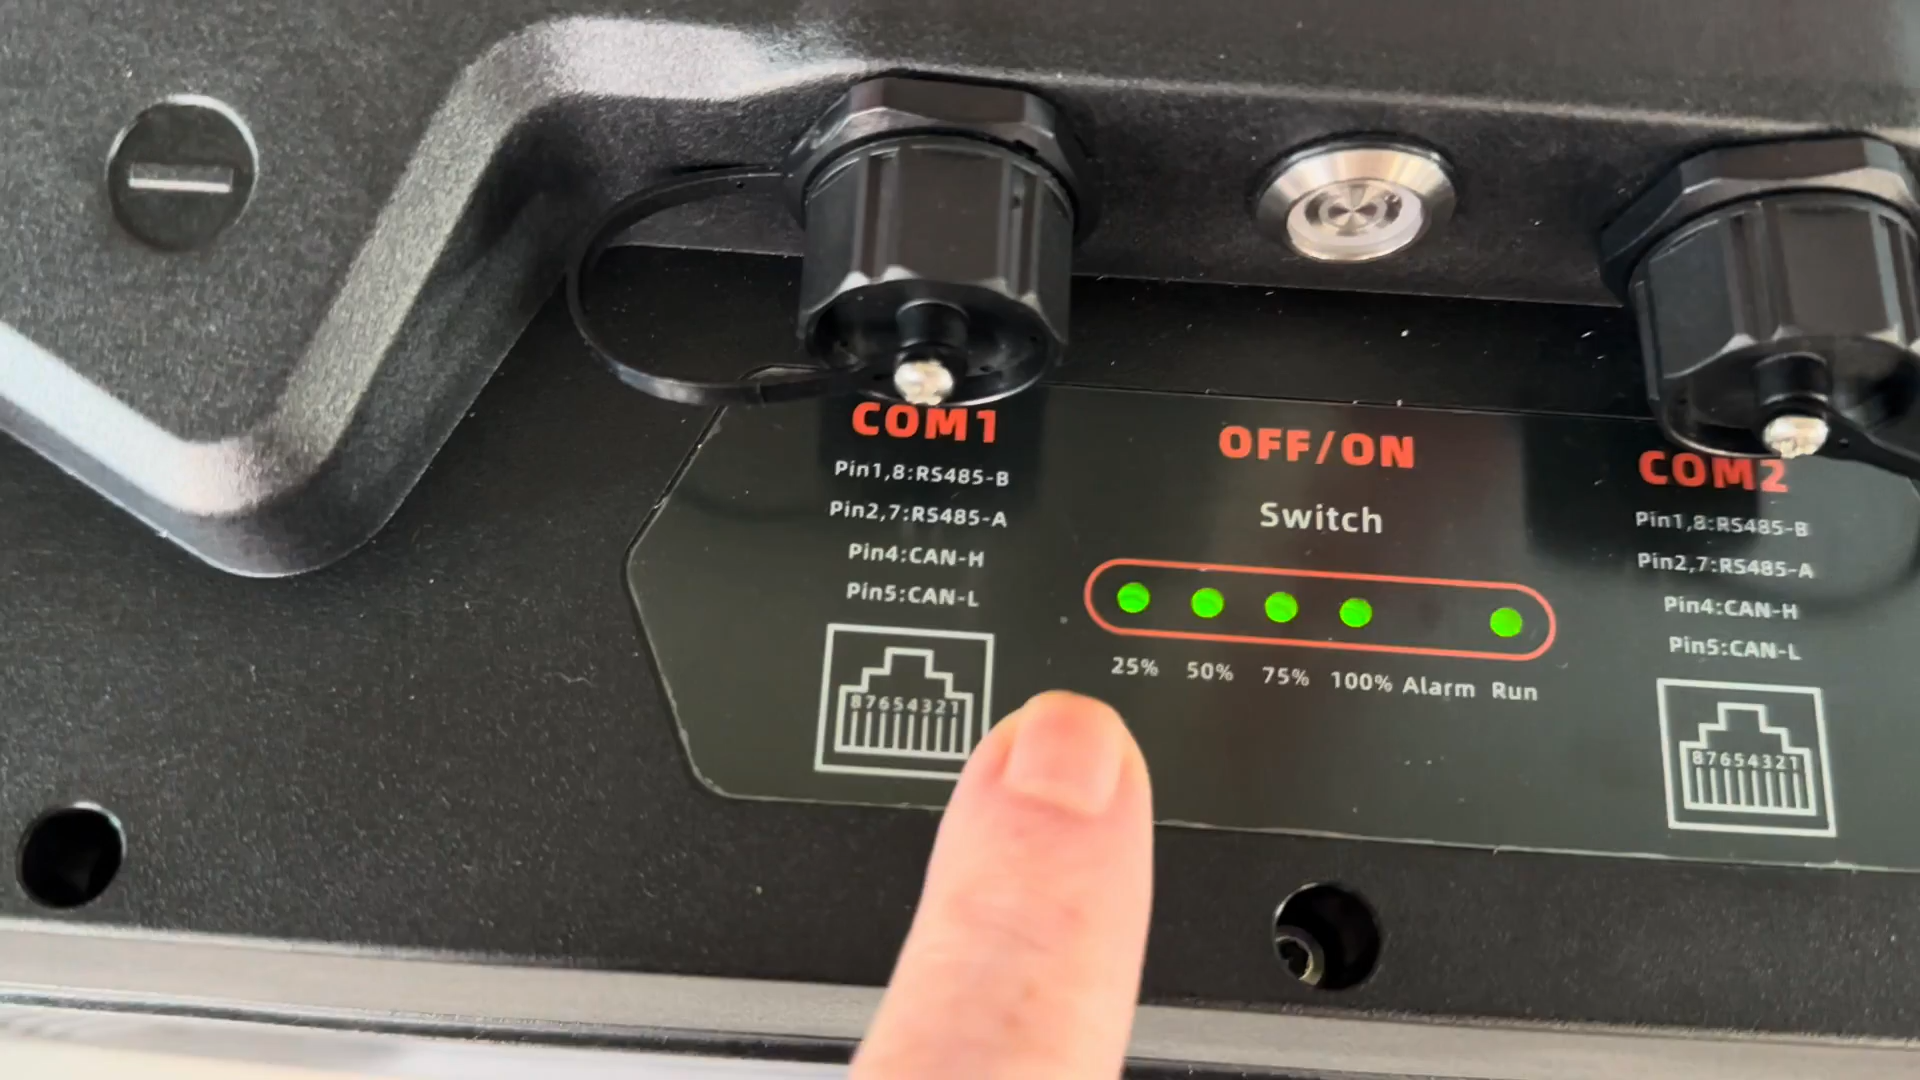 COM1
Pin1,8:RS485-B
Pin2,7:RS485-A
Pin4:CAN-H
Pin5:CAN-L
87654321
OFF/ON
Switch
25% 50% 75% 100% Alarm Run
COM2
Pin1,8:RS485-B
Pin2,7:RS485-A
Pin4:CAN-H
Pin5:CAN-L
87654321